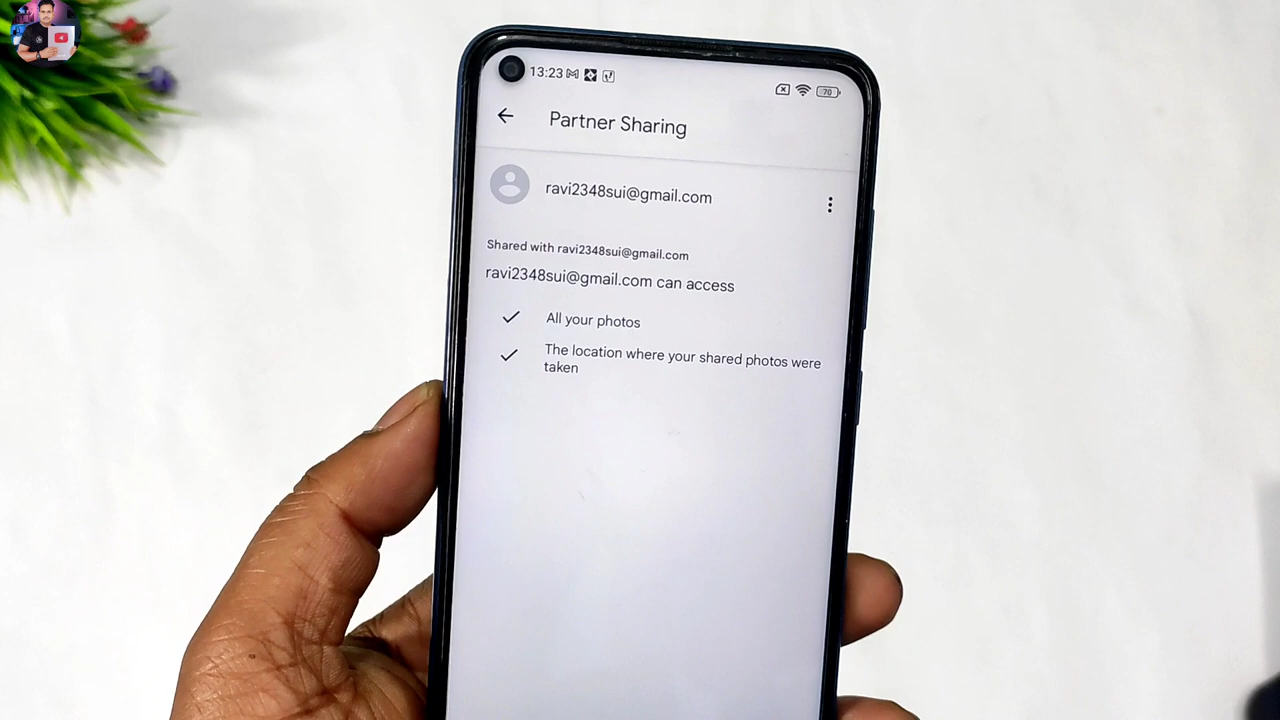 13:23
70
Partner Sharing
ravi2348sui@gmail.com
Shared with ravi2348sui@gmail.com
ravi2348sui@gmail.com can access
All your photos
The location where your shared photos were
taken